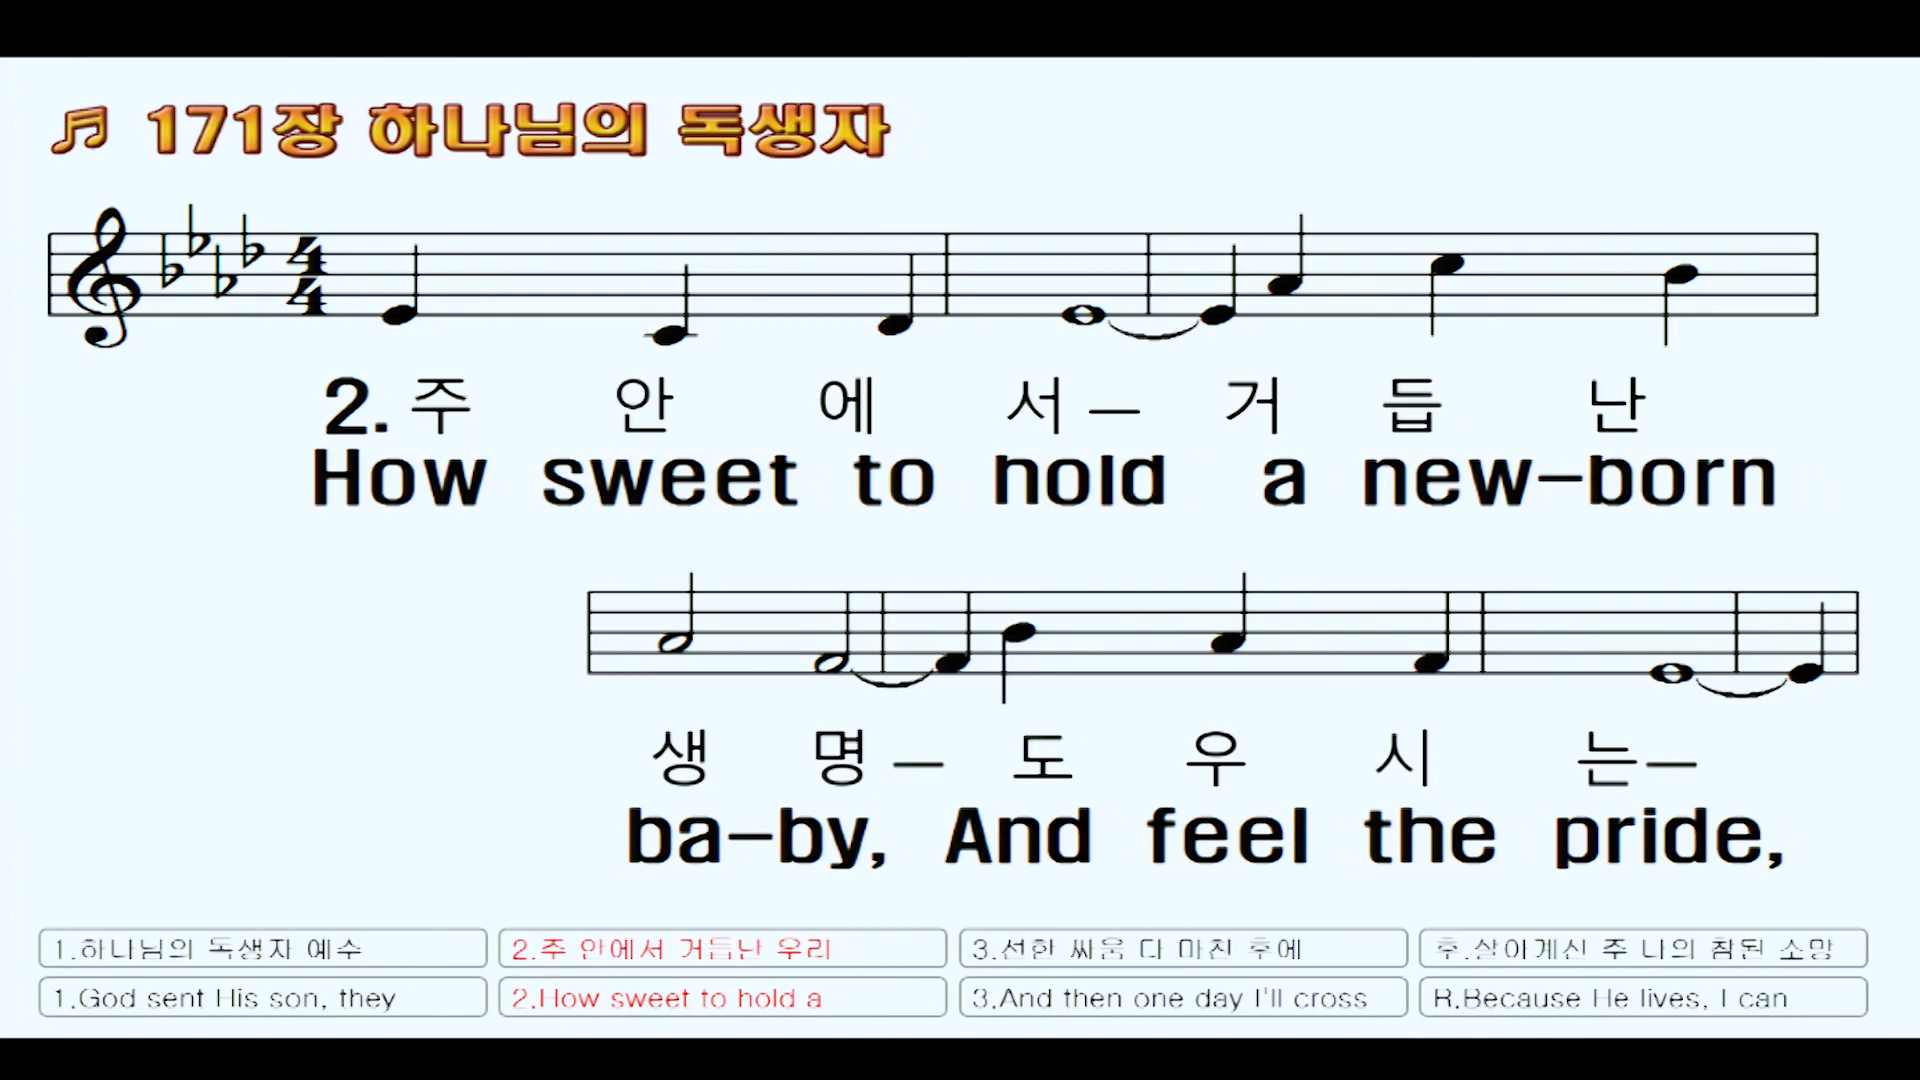 171장 하나님의 독생자
2.주 안 에 서 – 거 듭 난
How sweet to hold a new-born
생 명 – 도 우 시 는 –
ba-by, And feel the pride,
1.하나님의 독생자 예수 2.주 안에서 거듭난 우리 3.선한 싸움 다 마친 후에 후.살아계신 주 나의 참된 소망
1.God sent His son, they 2.How sweet to hold a 3.And then one day I'll cross R.Because He lives, I can